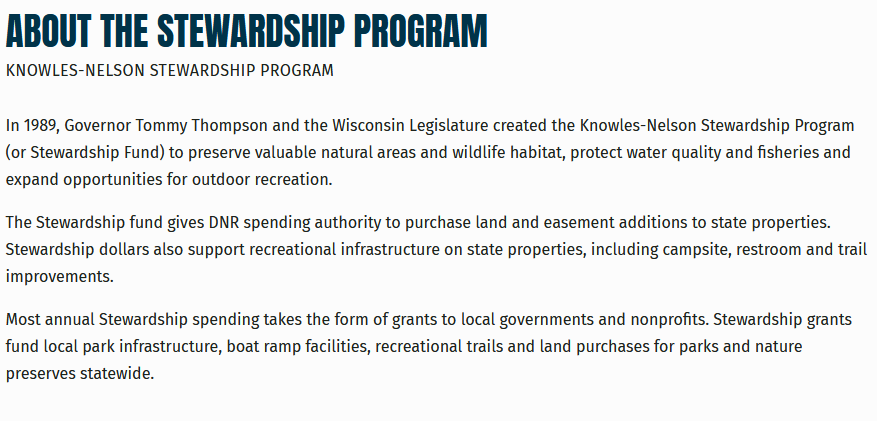 ABOUT THE STEWARDSHIP PROGRAM
KNOWLES-NELSON STEWARDSHIP PROGRAM
In 1989, Governor Tommy Thompson and the Wisconsin Legislature created the Knowles-Nelson Stewardship Program
(or Stewardship Fund) to preserve valuable natural areas and wildlife habitat, protect water quality and fisheries and
expand opportunities for outdoor recreation.
The Stewardship fund gives DNR spending authority to purchase land and easement additions to state properties.
Stewardship dollars also support recreational infrastructure on state properties, including campsite, restroom and trail
improvements.
Most annual Stewardship spending takes the form of grants to local governments and nonprofits. Stewardship grants
fund local park infrastructure, boat ramp facilities, recreational trails and land purchases for parks and nature
preserves statewide.